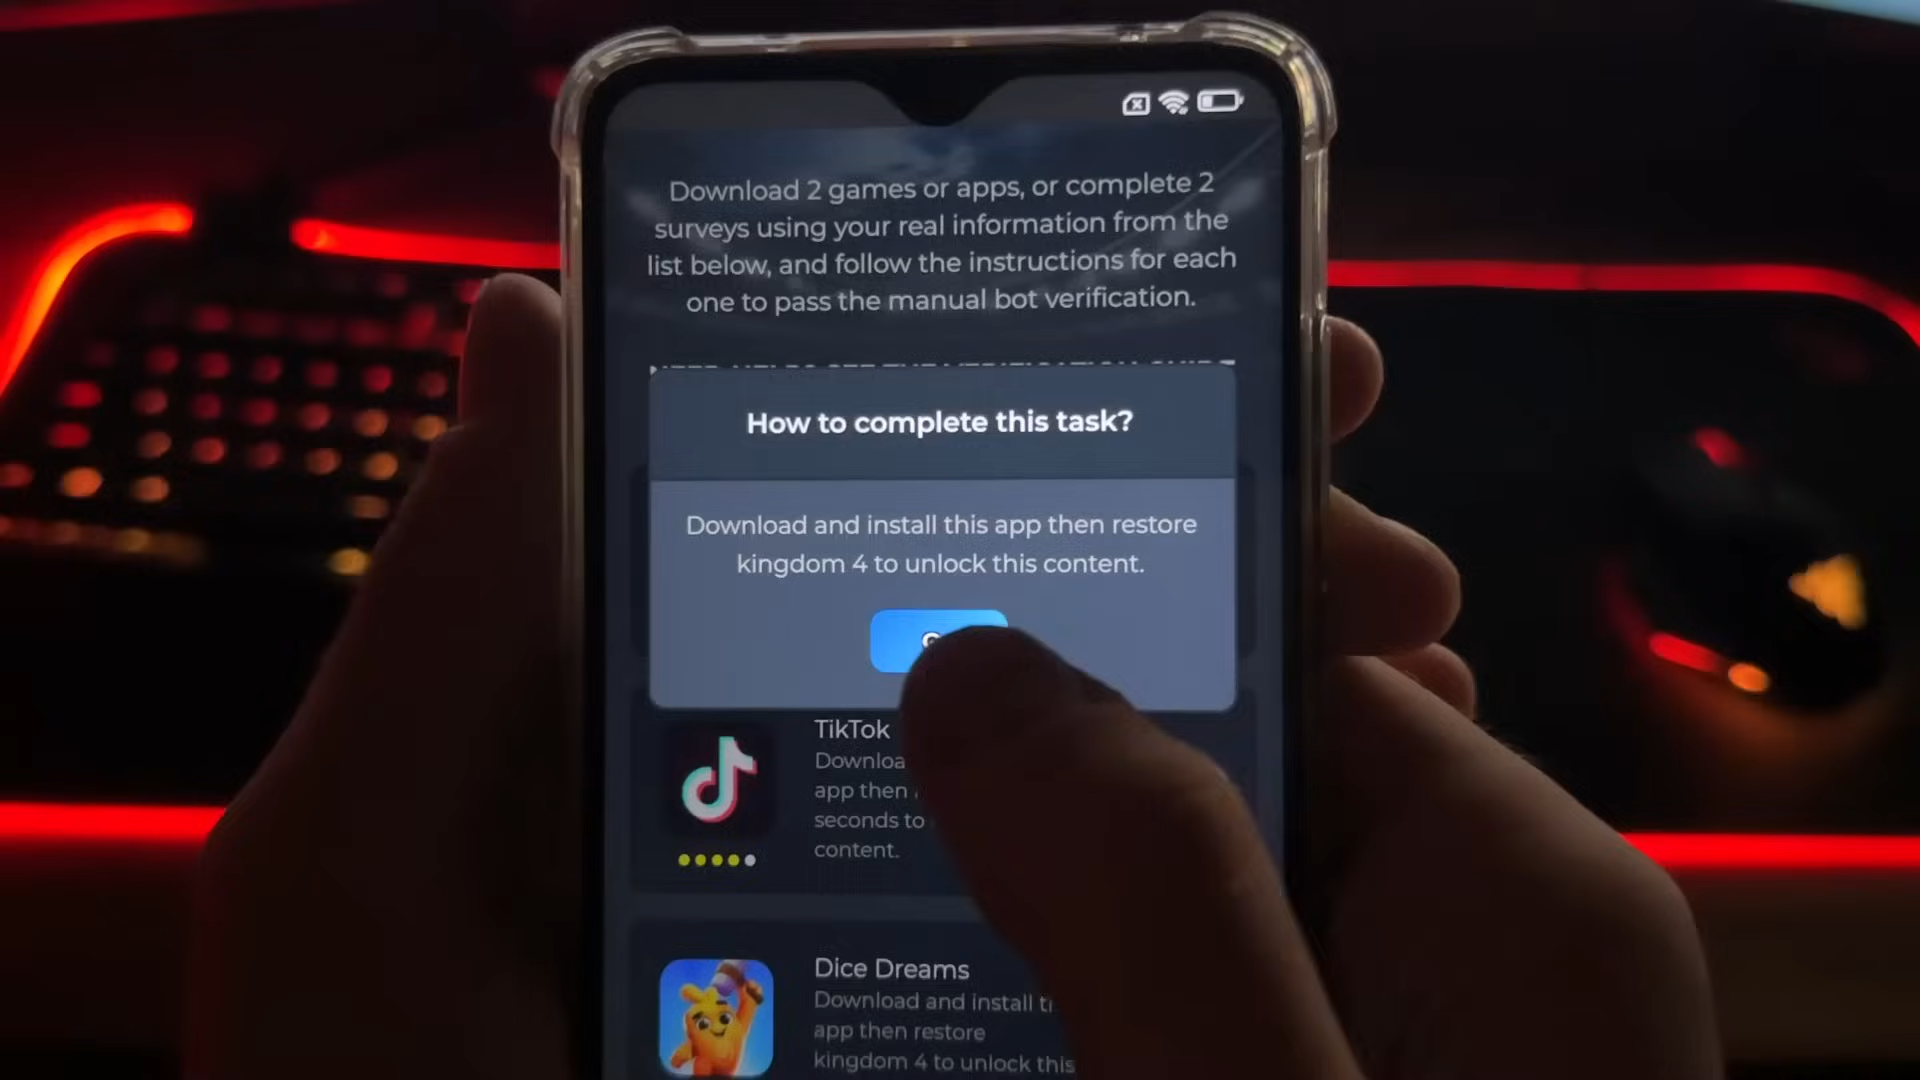 Download 2 games or apps, or complete 2
surveys using your real information from the
list below, and follow the instructions for each
one to pass the manual bot verification.
How to complete this task?
Download and install this app then restore
kingdom 4 to unlock this content.
TikTok
app then
seconds to
content.
Dice Dreams
Download and install
app then restore
kingdom 4 to unlock this